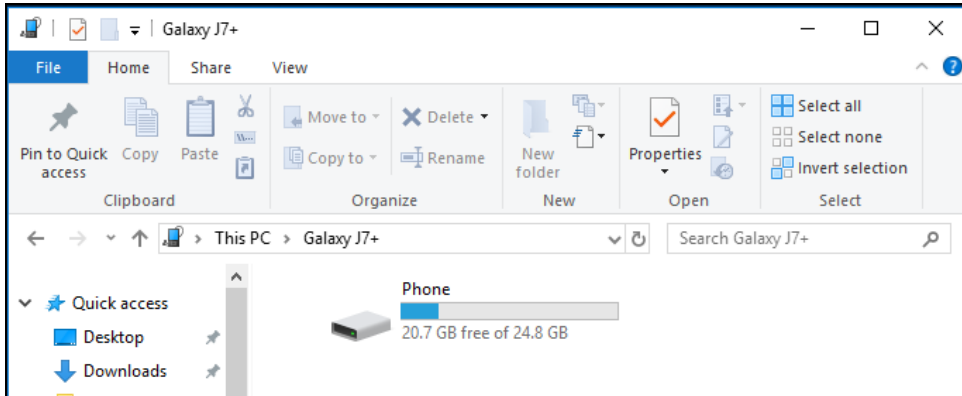 Galaxy J7+
File Home Share View
Pin to Quick access
Copy
Paste
Clipboard
Move to
Copy to
Delete
Rename
Organize
New folder
New
Properties
Open
Select all
Select none
Invert selection
Select
This PC > Galaxy J7+
Search Galaxy J7+
Quick access
Desktop
Downloads
Phone
20.7 GB free of 24.8 GB